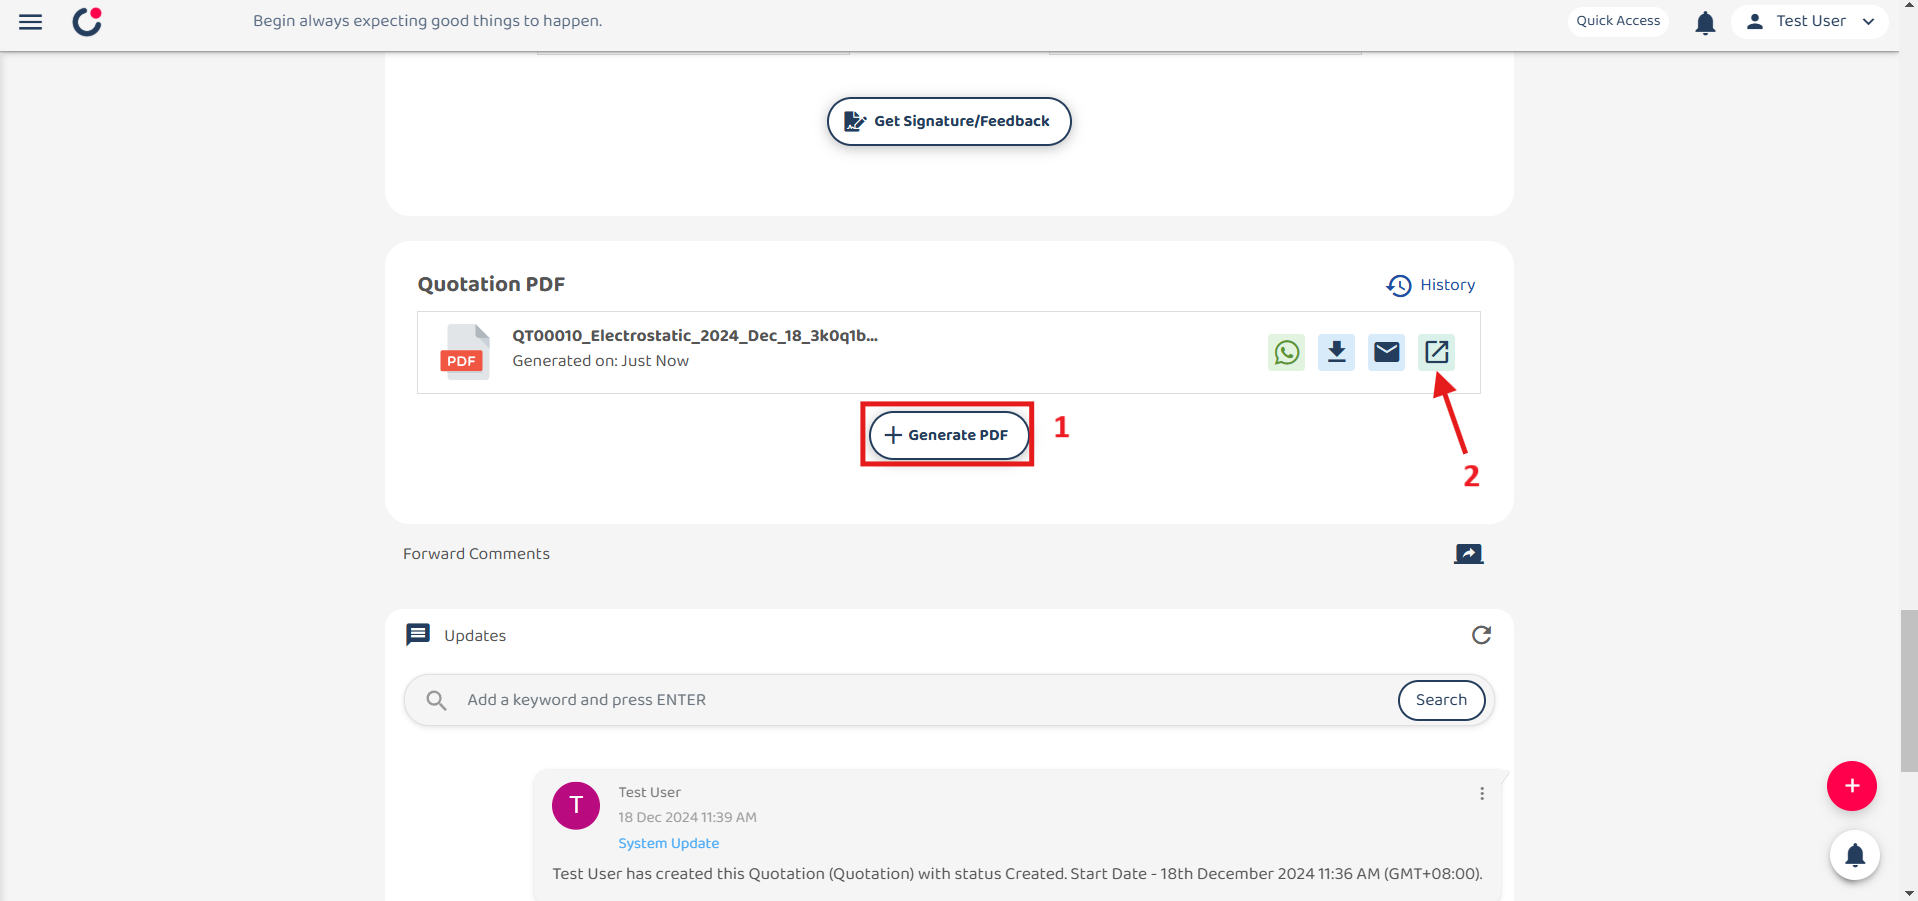 Begin always expecting good things to happen.
Quick Access
Test User
Get Signature/Feedback
Quotation PDF
History
PDF
QT00010_Electrostatic_2024_Dec_18_3k0q1b...
Generated on: Just Now
Generate PDF
1
2
Forward Comments
Updates
Add a keyword and press ENTER
Search
T
Test User
18 Dec 2024 11:39 AM
System Update
Test User has created this Quotation (Quotation) with status Created. Start Date - 18th December 2024 11:36 AM (GMT+08:00).